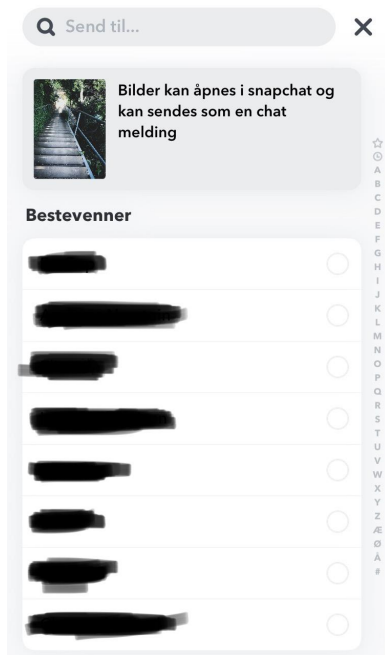 Send til...
Bilder kan åpnes i snapchat og
kan sendes som en chat
melding
Bestevenner
A
B
C
D
E
F
G
H
I
J
K
L
M
N
O
P
Q
R
S
T
U
V
W
X
Y
Z
Æ
Ø
Å
#